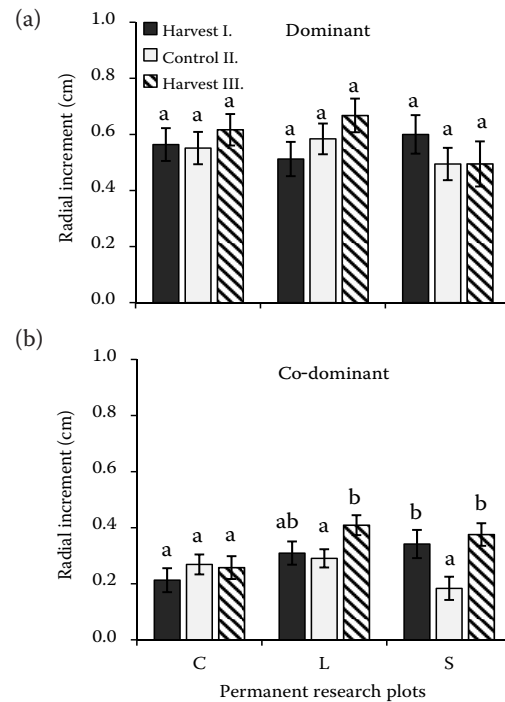 (a)
Dominant
Harvest I.
Control II.
Harvest III.
Radial increment (cm)
1.0
0.8
0.6
0.4
0.2
0.0
a a a a a a a a a
(b)
Co-dominant
Radial increment (cm)
1.0
0.8
0.6
0.4
0.2
0.0
a a a ab a b b a b
C L S
Permanent research plots